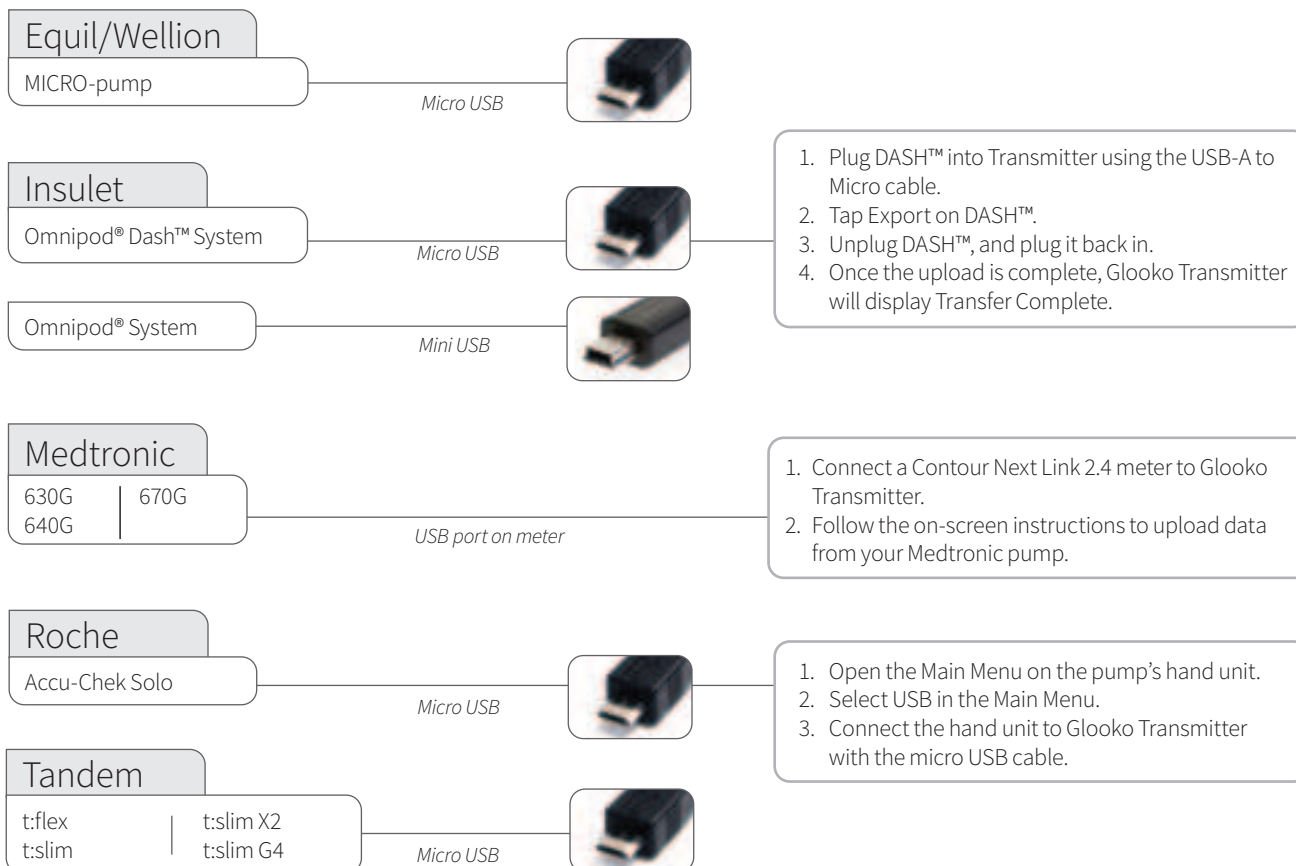 Equil/Wellion
MICRO-pump
Micro USB
Insulet
Omnipod® Dash™ System
Micro USB
1. Plug DASH™ into Transmitter using the USB-A to
Micro cable.
2. Tap Export on DASH™.
3. Unplug DASH™, and plug it back in.
4. Once the upload is complete, Glooko Transmitter
will display Transfer Complete.
Omnipod® System
Mini USB
Medtronic
630G 670G
640G
USB port on meter
1. Connect a Contour Next Link 2.4 meter to Glooko
Transmitter.
2. Follow the on-screen instructions to upload data
from your Medtronic pump.
Roche
Accu-Chek Solo
Micro USB
1. Open the Main Menu on the pump’s hand unit.
2. Select USB in the Main Menu.
3. Connect the hand unit to Glooko Transmitter
with the micro USB cable.
Tandem
t:flex t:slim X2
t:slim t:slim G4
Micro USB